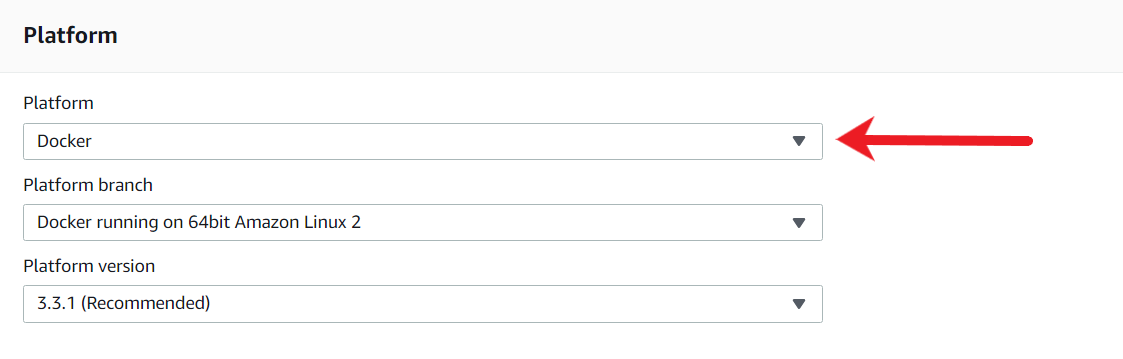 Platform
Platform
Docker
Platform branch
Docker running on 64bit Amazon Linux 2
Platform version
3.3.1 (Recommended)